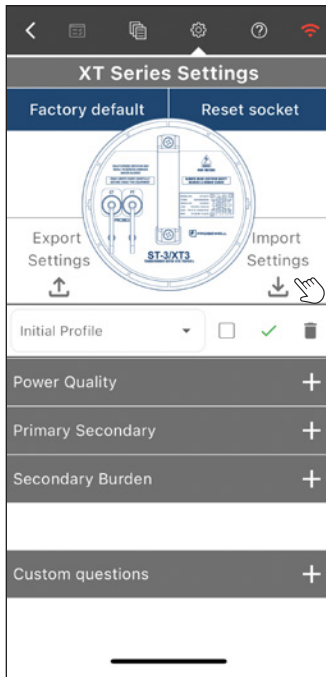 XT Series Settings
Factory default
Reset socket
PROBES
ST-3/XT3
Export
Settings
Import
Settings
Initial Profile
Power Quality
Primary Secondary
Secondary Burden
Custom questions